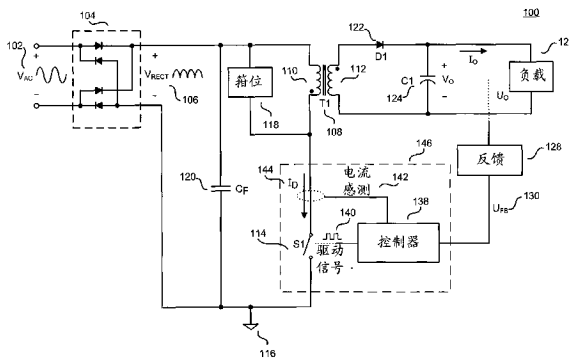 100
102
104
V_AC
+
−
+
V_RECT
−
106
箝位
118
110
112
T1
108
122
D1
C1
124
+
V_O
−
I_O
12
负载
U_O
反馈
128
U_FB
130
120
C_F
144
I_D
电流
感测
142
146
138
控制器
140
驱动
信号
114
S1
116